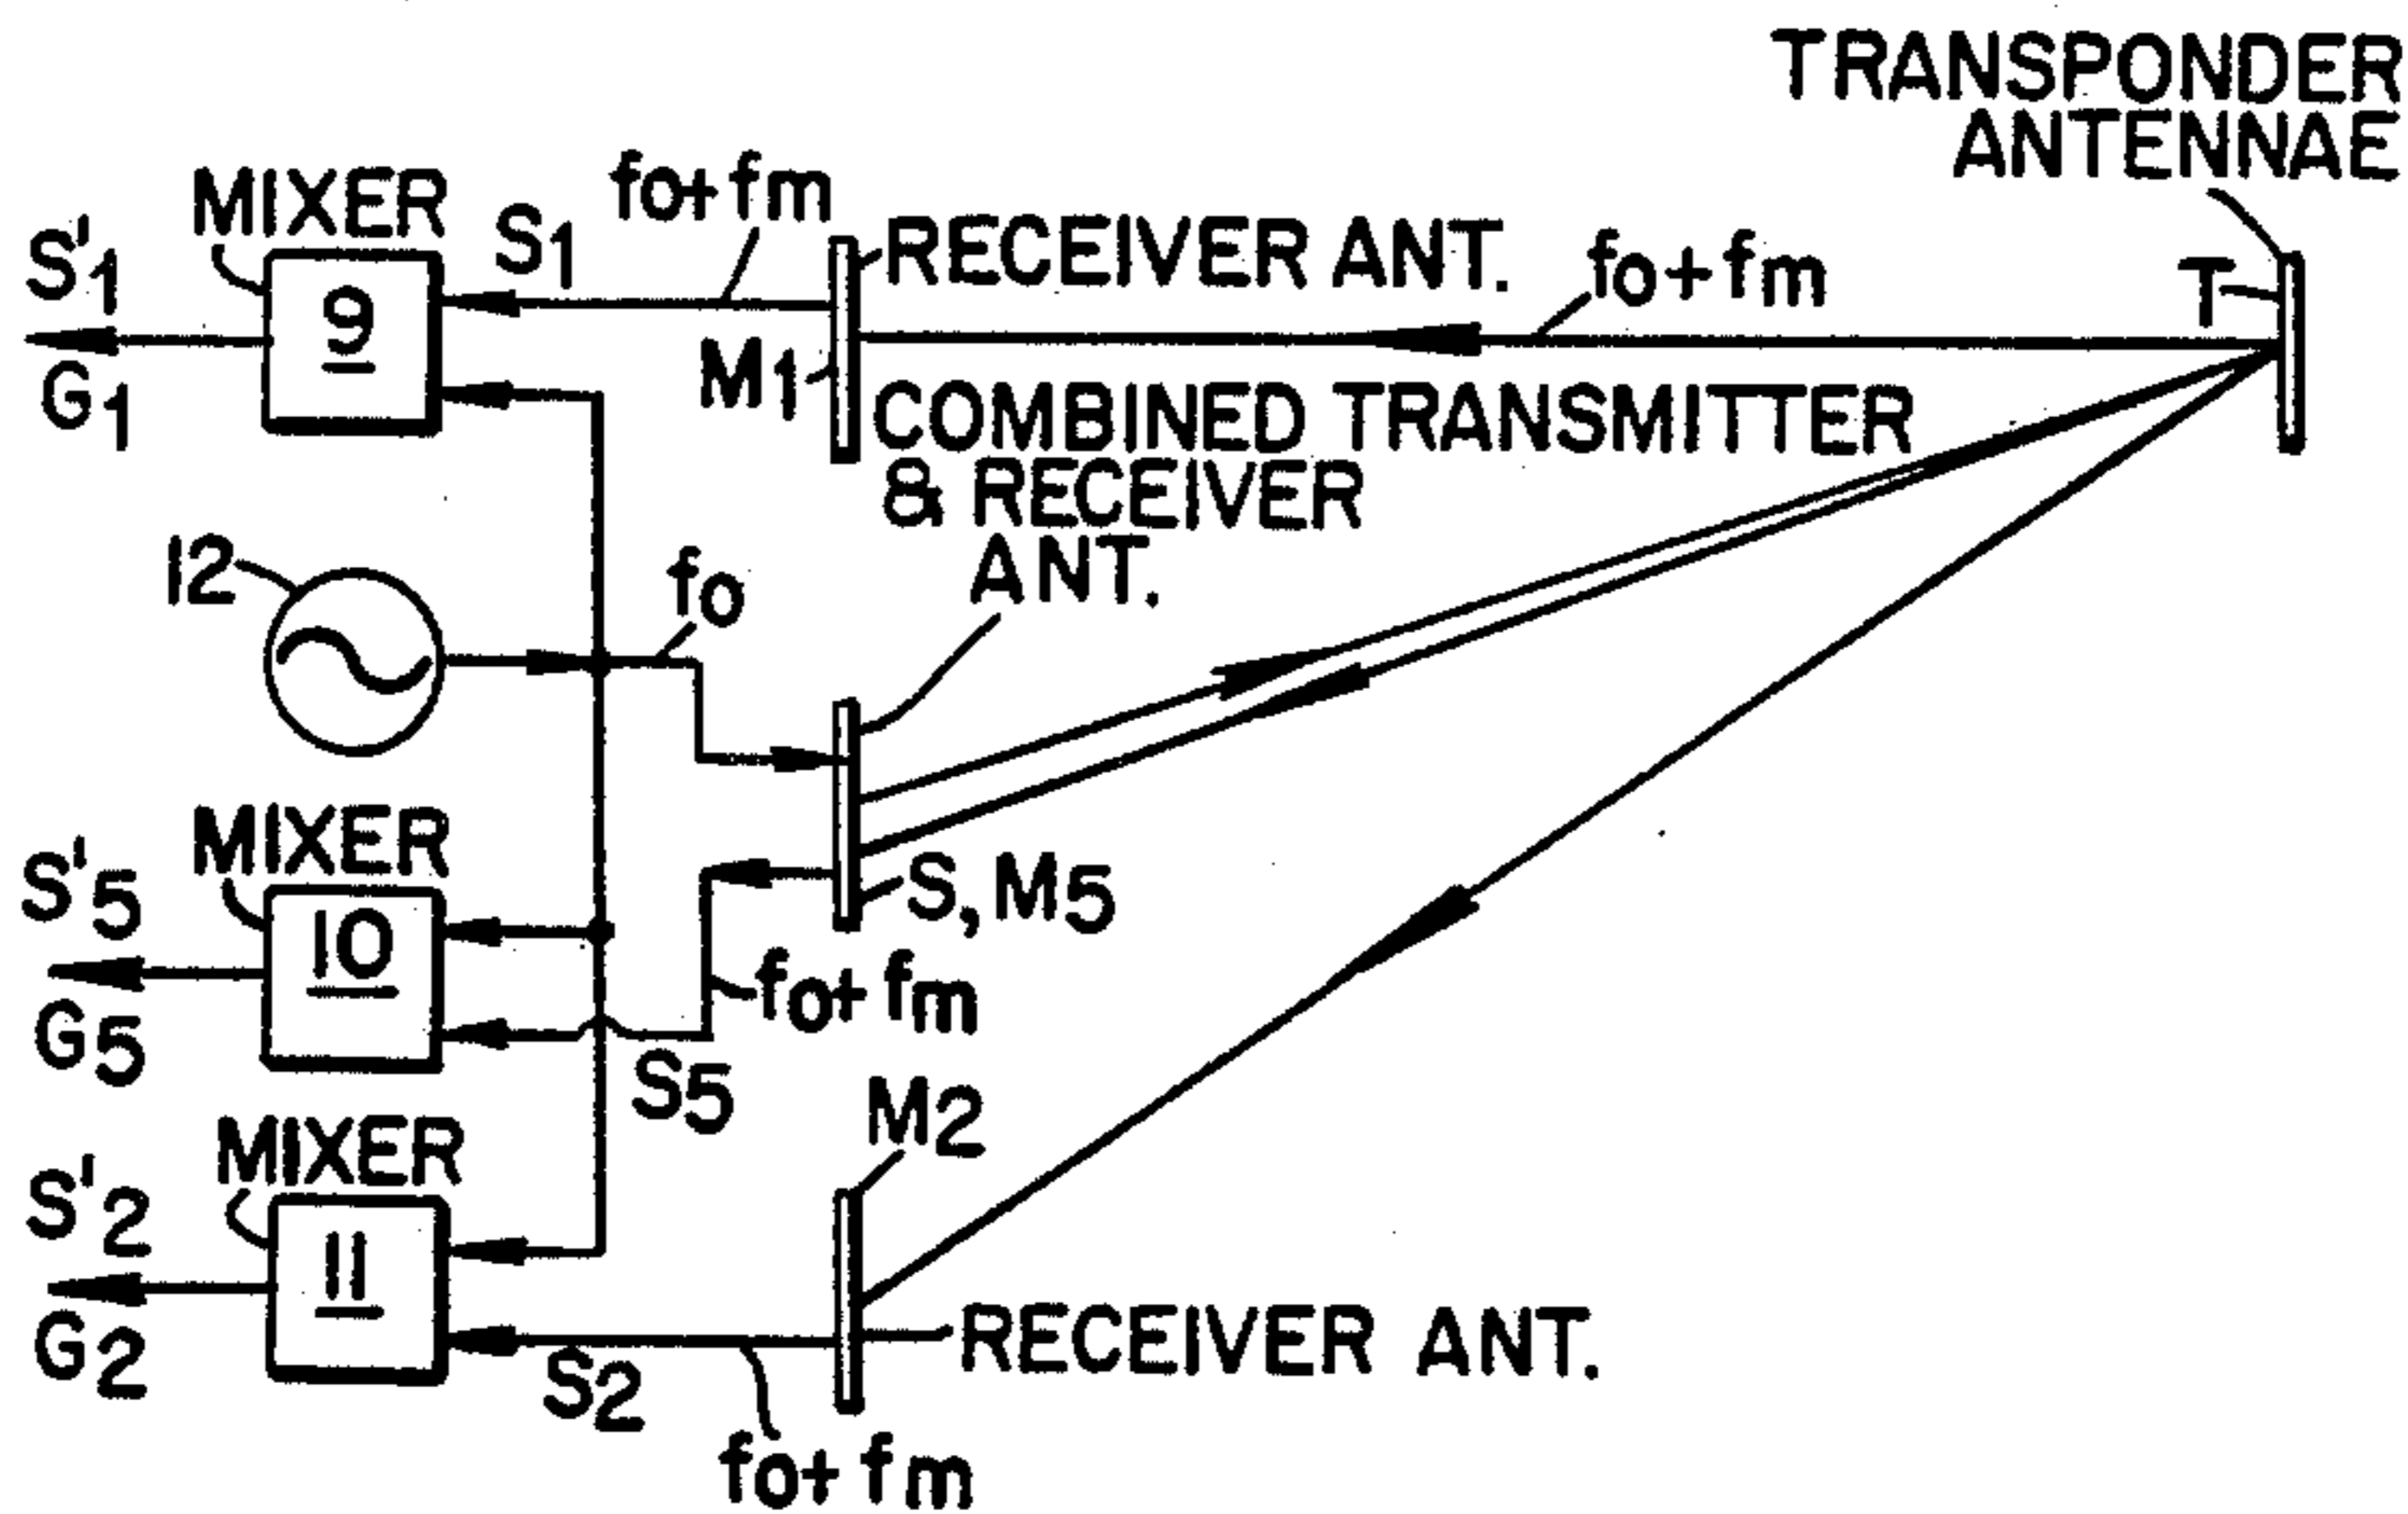 TRANSPONDER
ANTENNAE
T
fo+fm
MIXER
S1
fo+fm
RECEIVER ANT.
S'1
9
G1
M1
COMBINED TRANSMITTER
& RECEIVER
ANT.
12
fo
MIXER
S'5
10
G5
S, M5
fo+fm
S5
M2
MIXER
S'2
11
G2
S2
RECEIVER ANT.
fo+fm